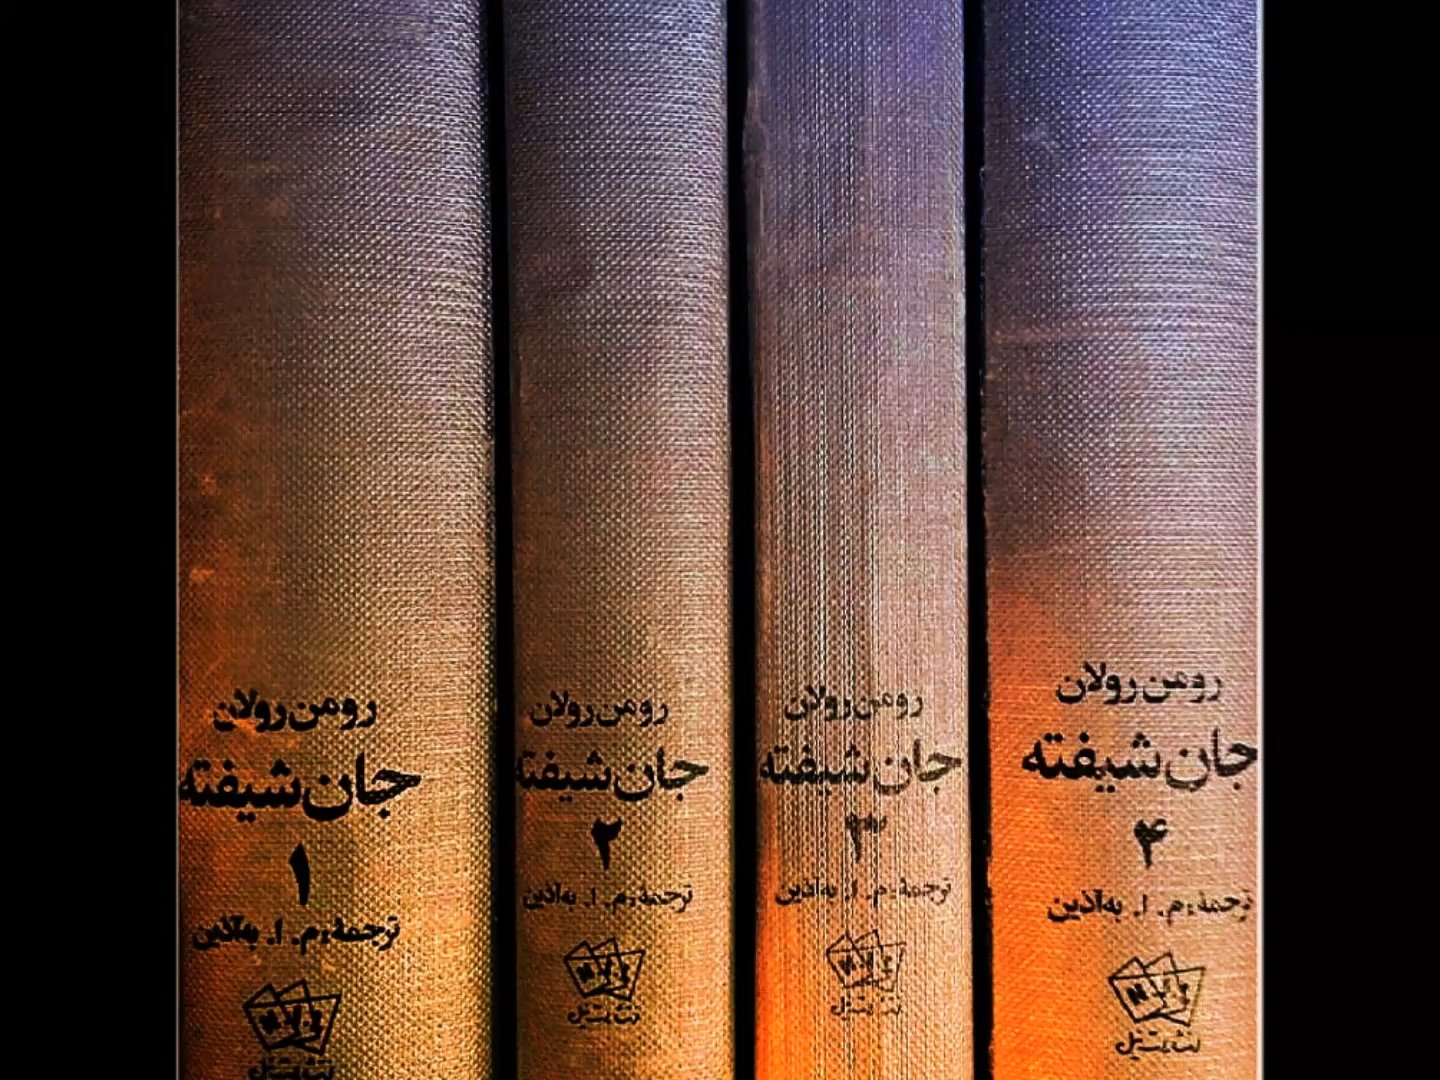 رومن رولان
جان شیفته
۱
ترجمهٔ م. ا. به‌آذین
رومن رولان
جان شیفته
۲
ترجمهٔ م. ا. به‌آذین
رومن رولان
جان شیفته
۳
ترجمهٔ م. ا. به‌آذین
رومن رولان
جان شیفته
۴
ترجمهٔ م. ا. به‌آذین